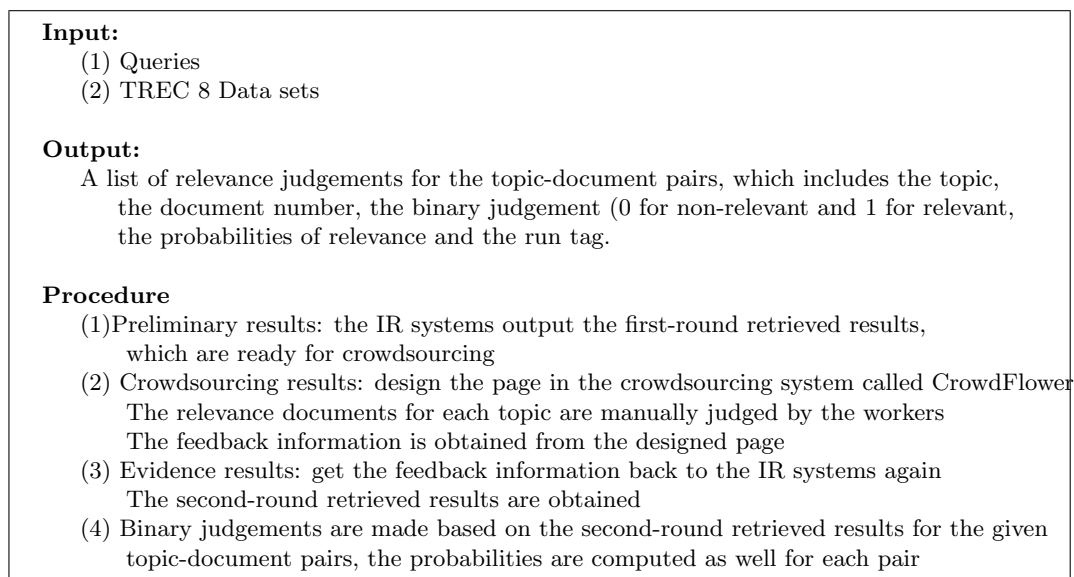 Input:
(1) Queries
(2) TREC 8 Data sets
Output:
A list of relevance judgements for the topic-document pairs, which includes the topic,
the document number, the binary judgement (0 for non-relevant and 1 for relevant,
the probabilities of relevance and the run tag.
Procedure
(1)Preliminary results: the IR systems output the first-round retrieved results,
which are ready for crowdsourcing
(2) Crowdsourcing results: design the page in the crowdsourcing system called CrowdFlower
The relevance documents for each topic are manually judged by the workers
The feedback information is obtained from the designed page
(3) Evidence results: get the feedback information back to the IR systems again
The second-round retrieved results are obtained
(4) Binary judgements are made based on the second-round retrieved results for the given
topic-document pairs, the probabilities are computed as well for each pair